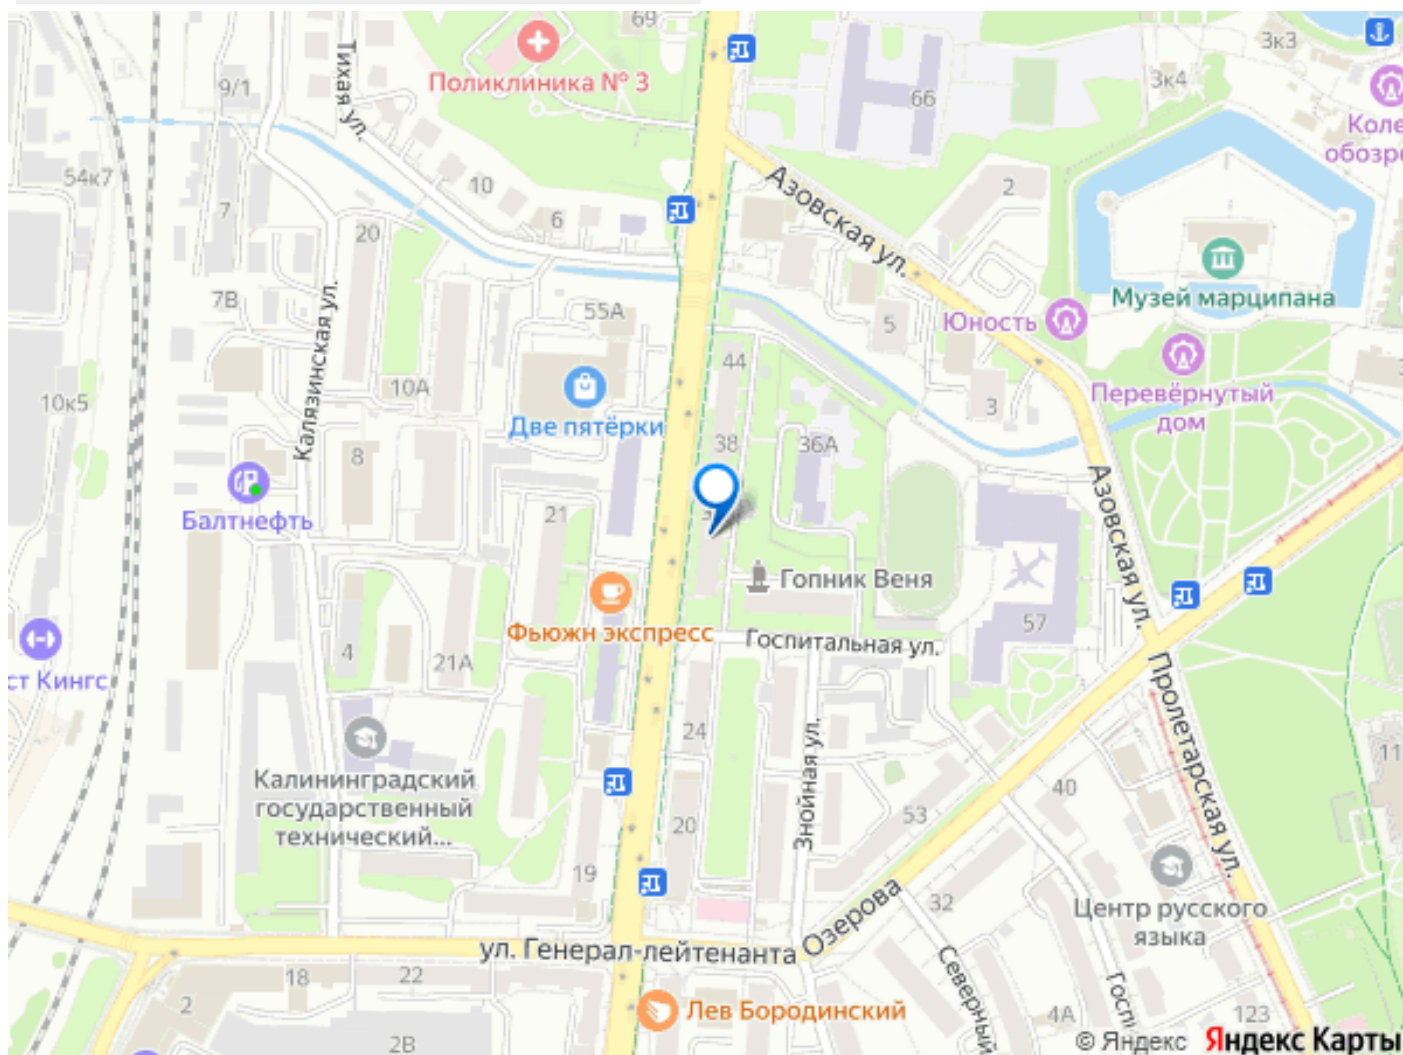 69
3к3
Тихая ул.
Поликлиника № 3
9/1
66
3к4
Коле
обозре
54к7
10
2
Азовская ул.
7
20
6
Музей марципана
7В
55А
Юность
5
Калязинская ул.
44
10А
Перевёрнутый
дом
10к5
3
Две пятёрки
38
36А
8
Азовская ул.
Балтнефть
21
Гопник Веня
Фьюжн экспресс
57
Госпитальная ул.
4
21А
ст Кингс
Пролетарская ул.
24
Знойная ул.
11
Калининградский
государственный
технический...
40
53
20
19
32
Центр русского
языка
ул. Генерал-лейтенанта Озерова
18
22
Северный
Госпи
2
Лев Бородинский
4А
123
2В
© Яндекс Яндекс Карты